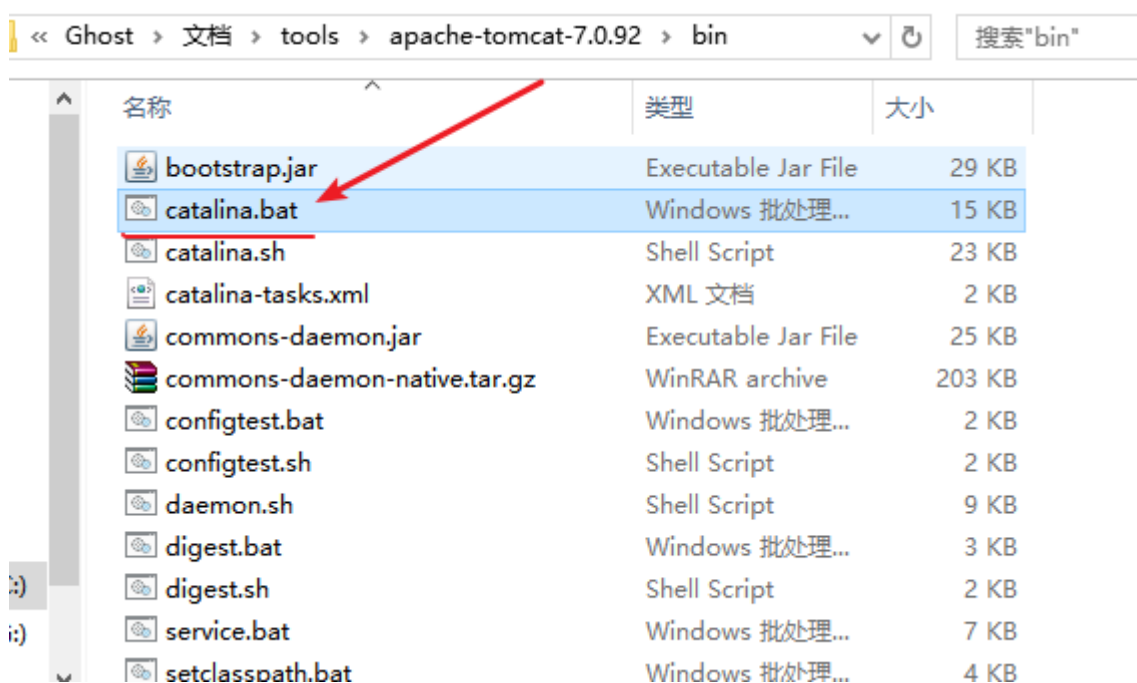 « Ghost › 文档 › tools › apache-tomcat-7.0.92 › bin 搜索"bin"
名称 类型 大小
bootstrap.jar Executable Jar File 29 KB
catalina.bat Windows 批处理... 15 KB
catalina.sh Shell Script 23 KB
catalina-tasks.xml XML 文档 2 KB
commons-daemon.jar Executable Jar File 25 KB
commons-daemon-native.tar.gz WinRAR archive 203 KB
configtest.bat Windows 批处理... 2 KB
configtest.sh Shell Script 2 KB
daemon.sh Shell Script 9 KB
digest.bat Windows 批处理... 3 KB
:) digest.sh Shell Script 2 KB
:) service.bat Windows 批处理... 7 KB
setclasspath.bat Windows 批处理... 4 KB